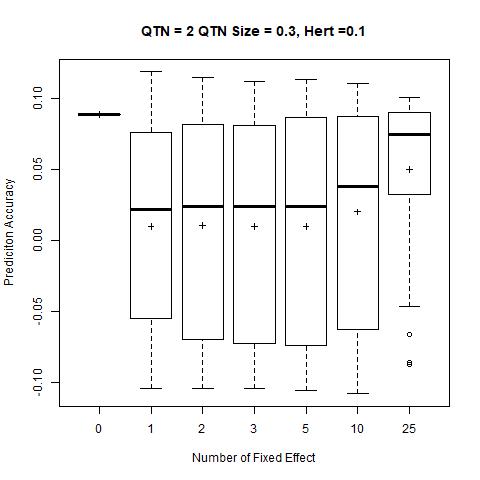 QTN = 2 QTN Size = 0.3, Hert =0.1
Prediciton Accuracy
0.10
0.05
0.00
-0.05
-0.10
0 1 2 3 5 10 25
Number of Fixed Effect